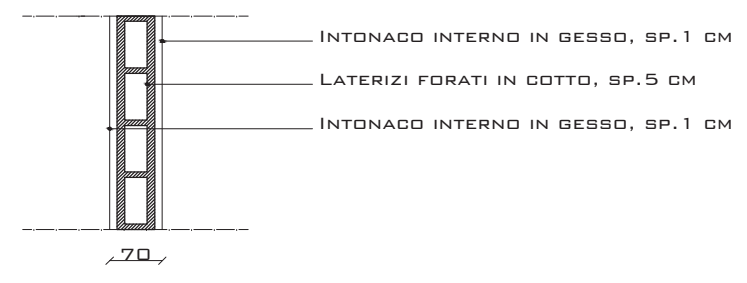 Intonaco interno in gesso, sp.1 cm
Laterizi forati in cotto, sp.5 cm
Intonaco interno in gesso, sp.1 cm
70